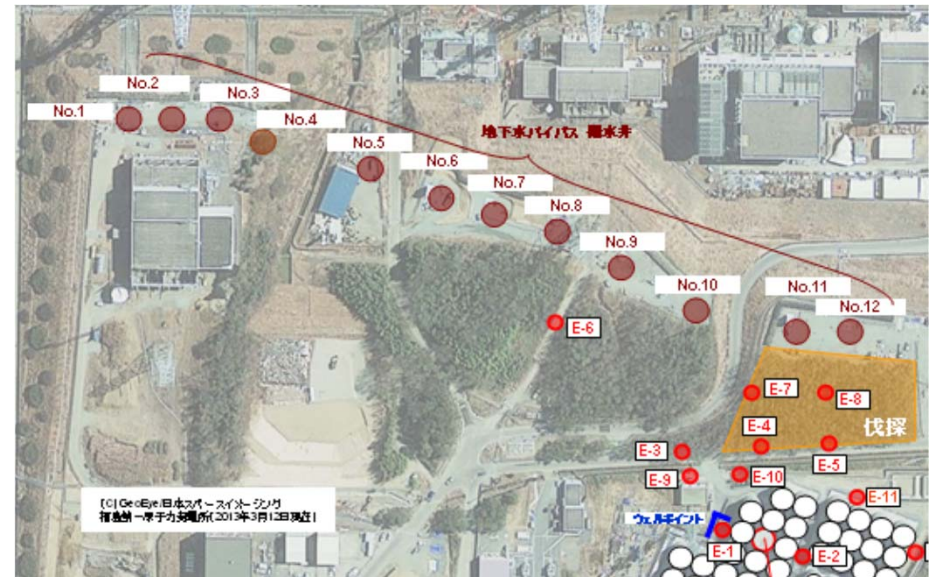 No.1
No.2
No.3
No.4
No.5
No.6
No.7
No.8
No.9
No.10
No.11
No.12
地下水バイパス 揚水井
E-6
E-7
E-8
伐採
E-4
E-3
E-5
E-9
E-10
E-11
ウェルポイント
E-1
E-2
(C)GeoEye/日本スペースイメージング
福島第一原子力発電所(2013年3月12日現在)